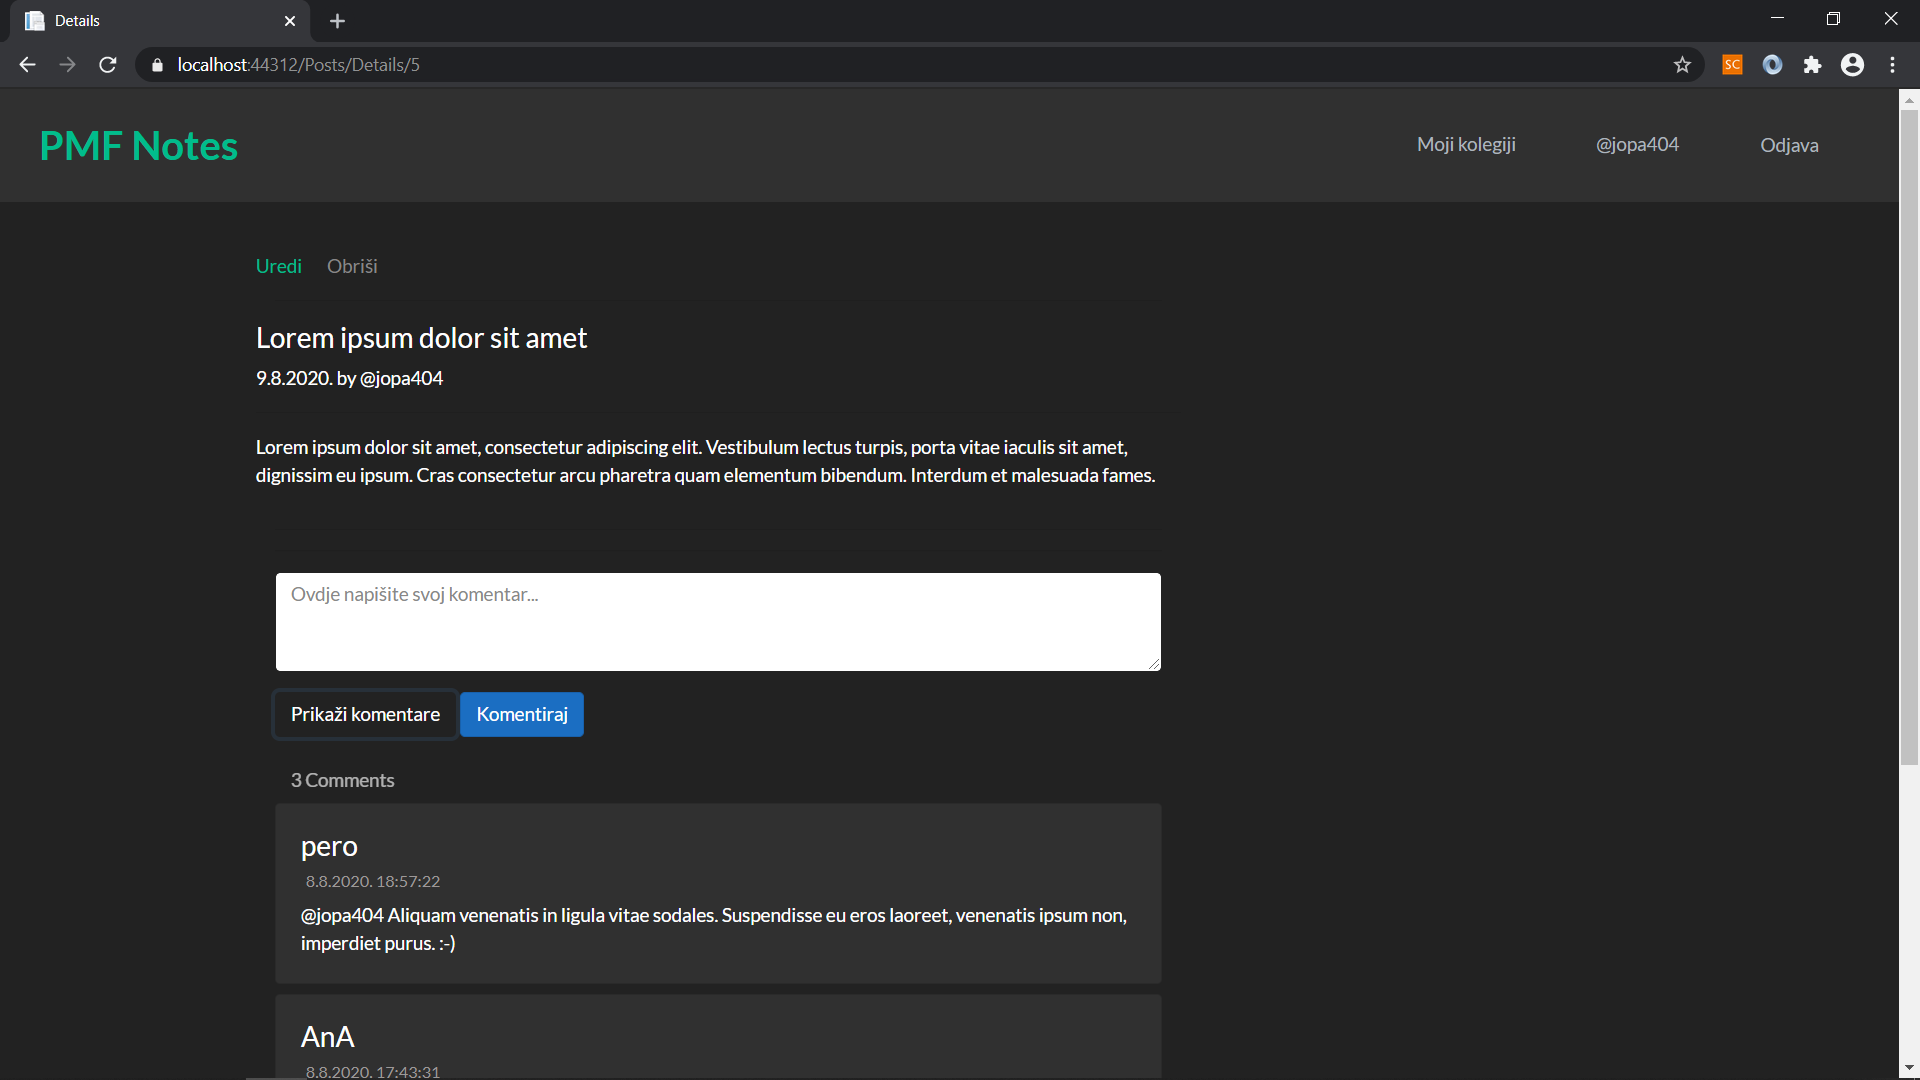 Details
localhost:44312/Posts/Details/5
SC
PMF Notes
Moji kolegiji
@jopa404
Odjava
Uredi
Obriši
Lorem ipsum dolor sit amet
9.8.2020. by @jopa404
Lorem ipsum dolor sit amet, consectetur adipiscing elit. Vestibulum lectus turpis, porta vitae iaculis sit amet,
dignissim eu ipsum. Cras consectetur arcu pharetra quam elementum bibendum. Interdum et malesuada fames.
Ovdje napišite svoj komentar...
Prikaži komentare
Komentiraj
3 Comments
pero
8.8.2020. 18:57:22
@jopa404 Aliquam venenatis in ligula vitae sodales. Suspendisse eu eros laoreet, venenatis ipsum non,
imperdiet purus. :-)
AnA
8.8.2020. 17:43:31